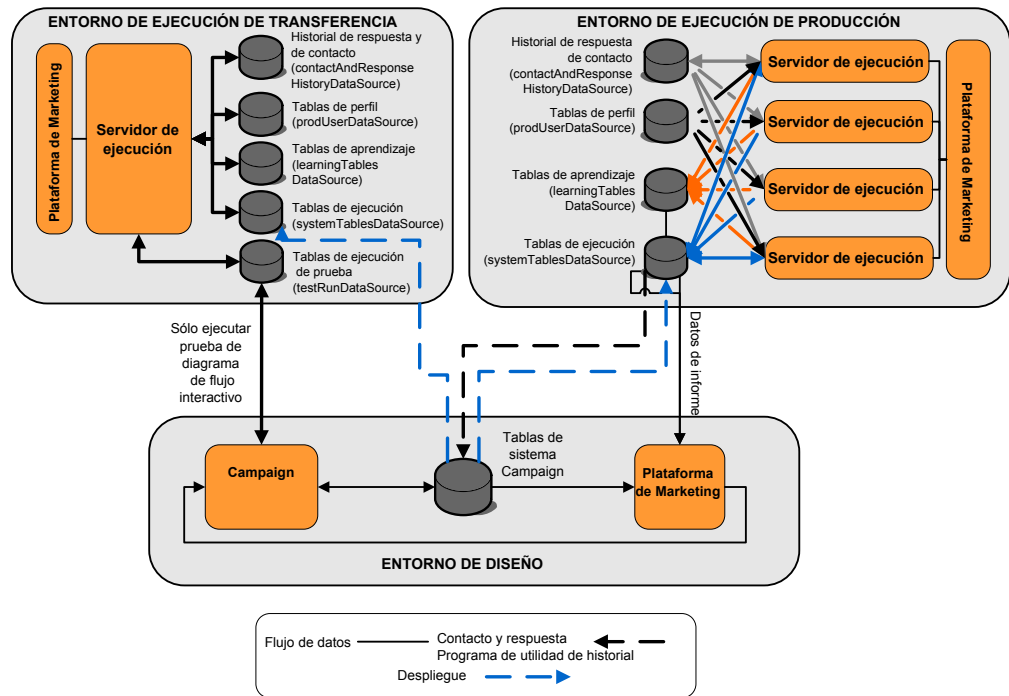 ENTORNO DE EJECUCIÓN DE TRANSFERENCIA
Plataforma de Marketing
Servidor de
ejecución
Historial de respuesta y
de contacto
(contactAndResponse
HistoryDataSource)
Tablas de perfil
(prodUserDataSource)
Tablas de aprendizaje
(learningTables
DataSource)
Tablas de ejecución
(systemTablesDataSource)
Tablas de ejecución
de prueba
(testRunDataSource)
ENTORNO DE EJECUCIÓN DE PRODUCCIÓN
Historial de respuesta
de contacto
(contactAndResponse
HistoryDataSource)
Tablas de perfil
(prodUserDataSource)
Tablas de aprendizaje
(learningTables
DataSource)
Tablas de ejecución
(systemTablesDataSource)
Servidor de ejecución
Servidor de ejecución
Servidor de ejecución
Servidor de ejecución
Plataforma de Marketing
Sólo ejecutar
prueba de
diagrama
de flujo
interactivo
Datos de informe
Campaign
Tablas de
sistema
Campaign
Plataforma
de Marketing
ENTORNO DE DISEÑO
Flujo de datos
Contacto y respuesta
Programa de utilidad de historial
Despliegue